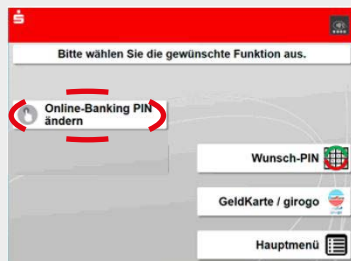 Bitte wählen Sie die gewünschte Funktion aus.
Online-Banking PIN
ändern
Wunsch-PIN
GeldKarte / girogo
Hauptmenü